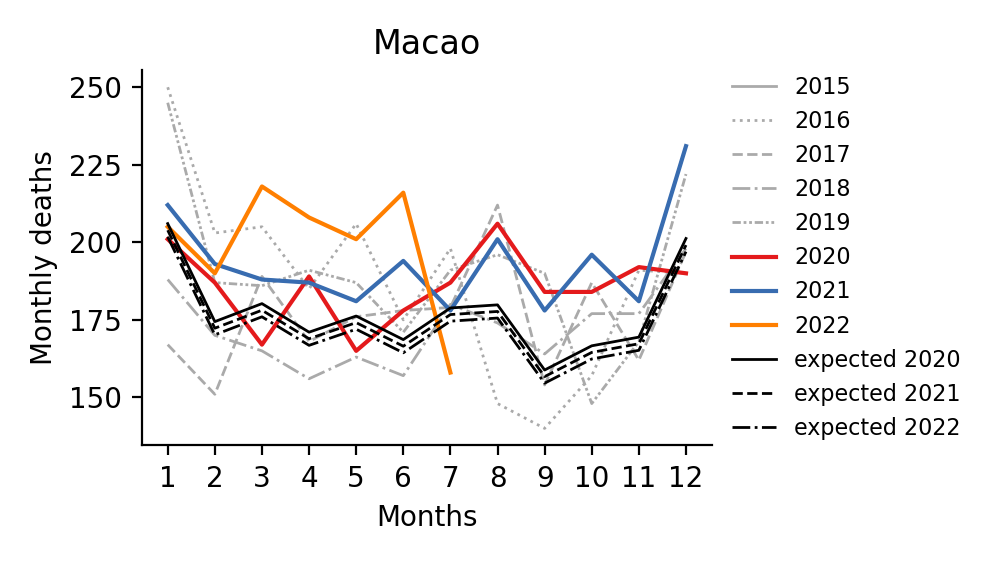 Macao
Monthly deaths
250
225
200
175
150
1 2 3 4 5 6 7 8 9 10 11 12
Months
2015
2016
2017
2018
2019
2020
2021
2022
expected 2020
expected 2021
expected 2022